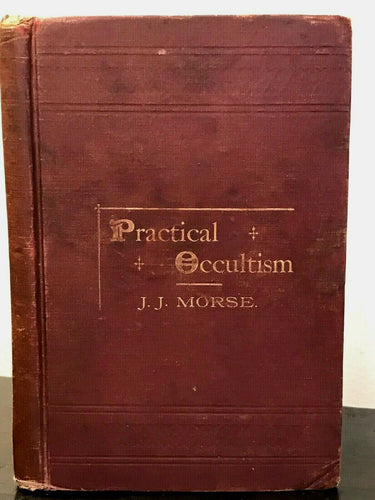 Practical
Occultism
J. J. MORSE.